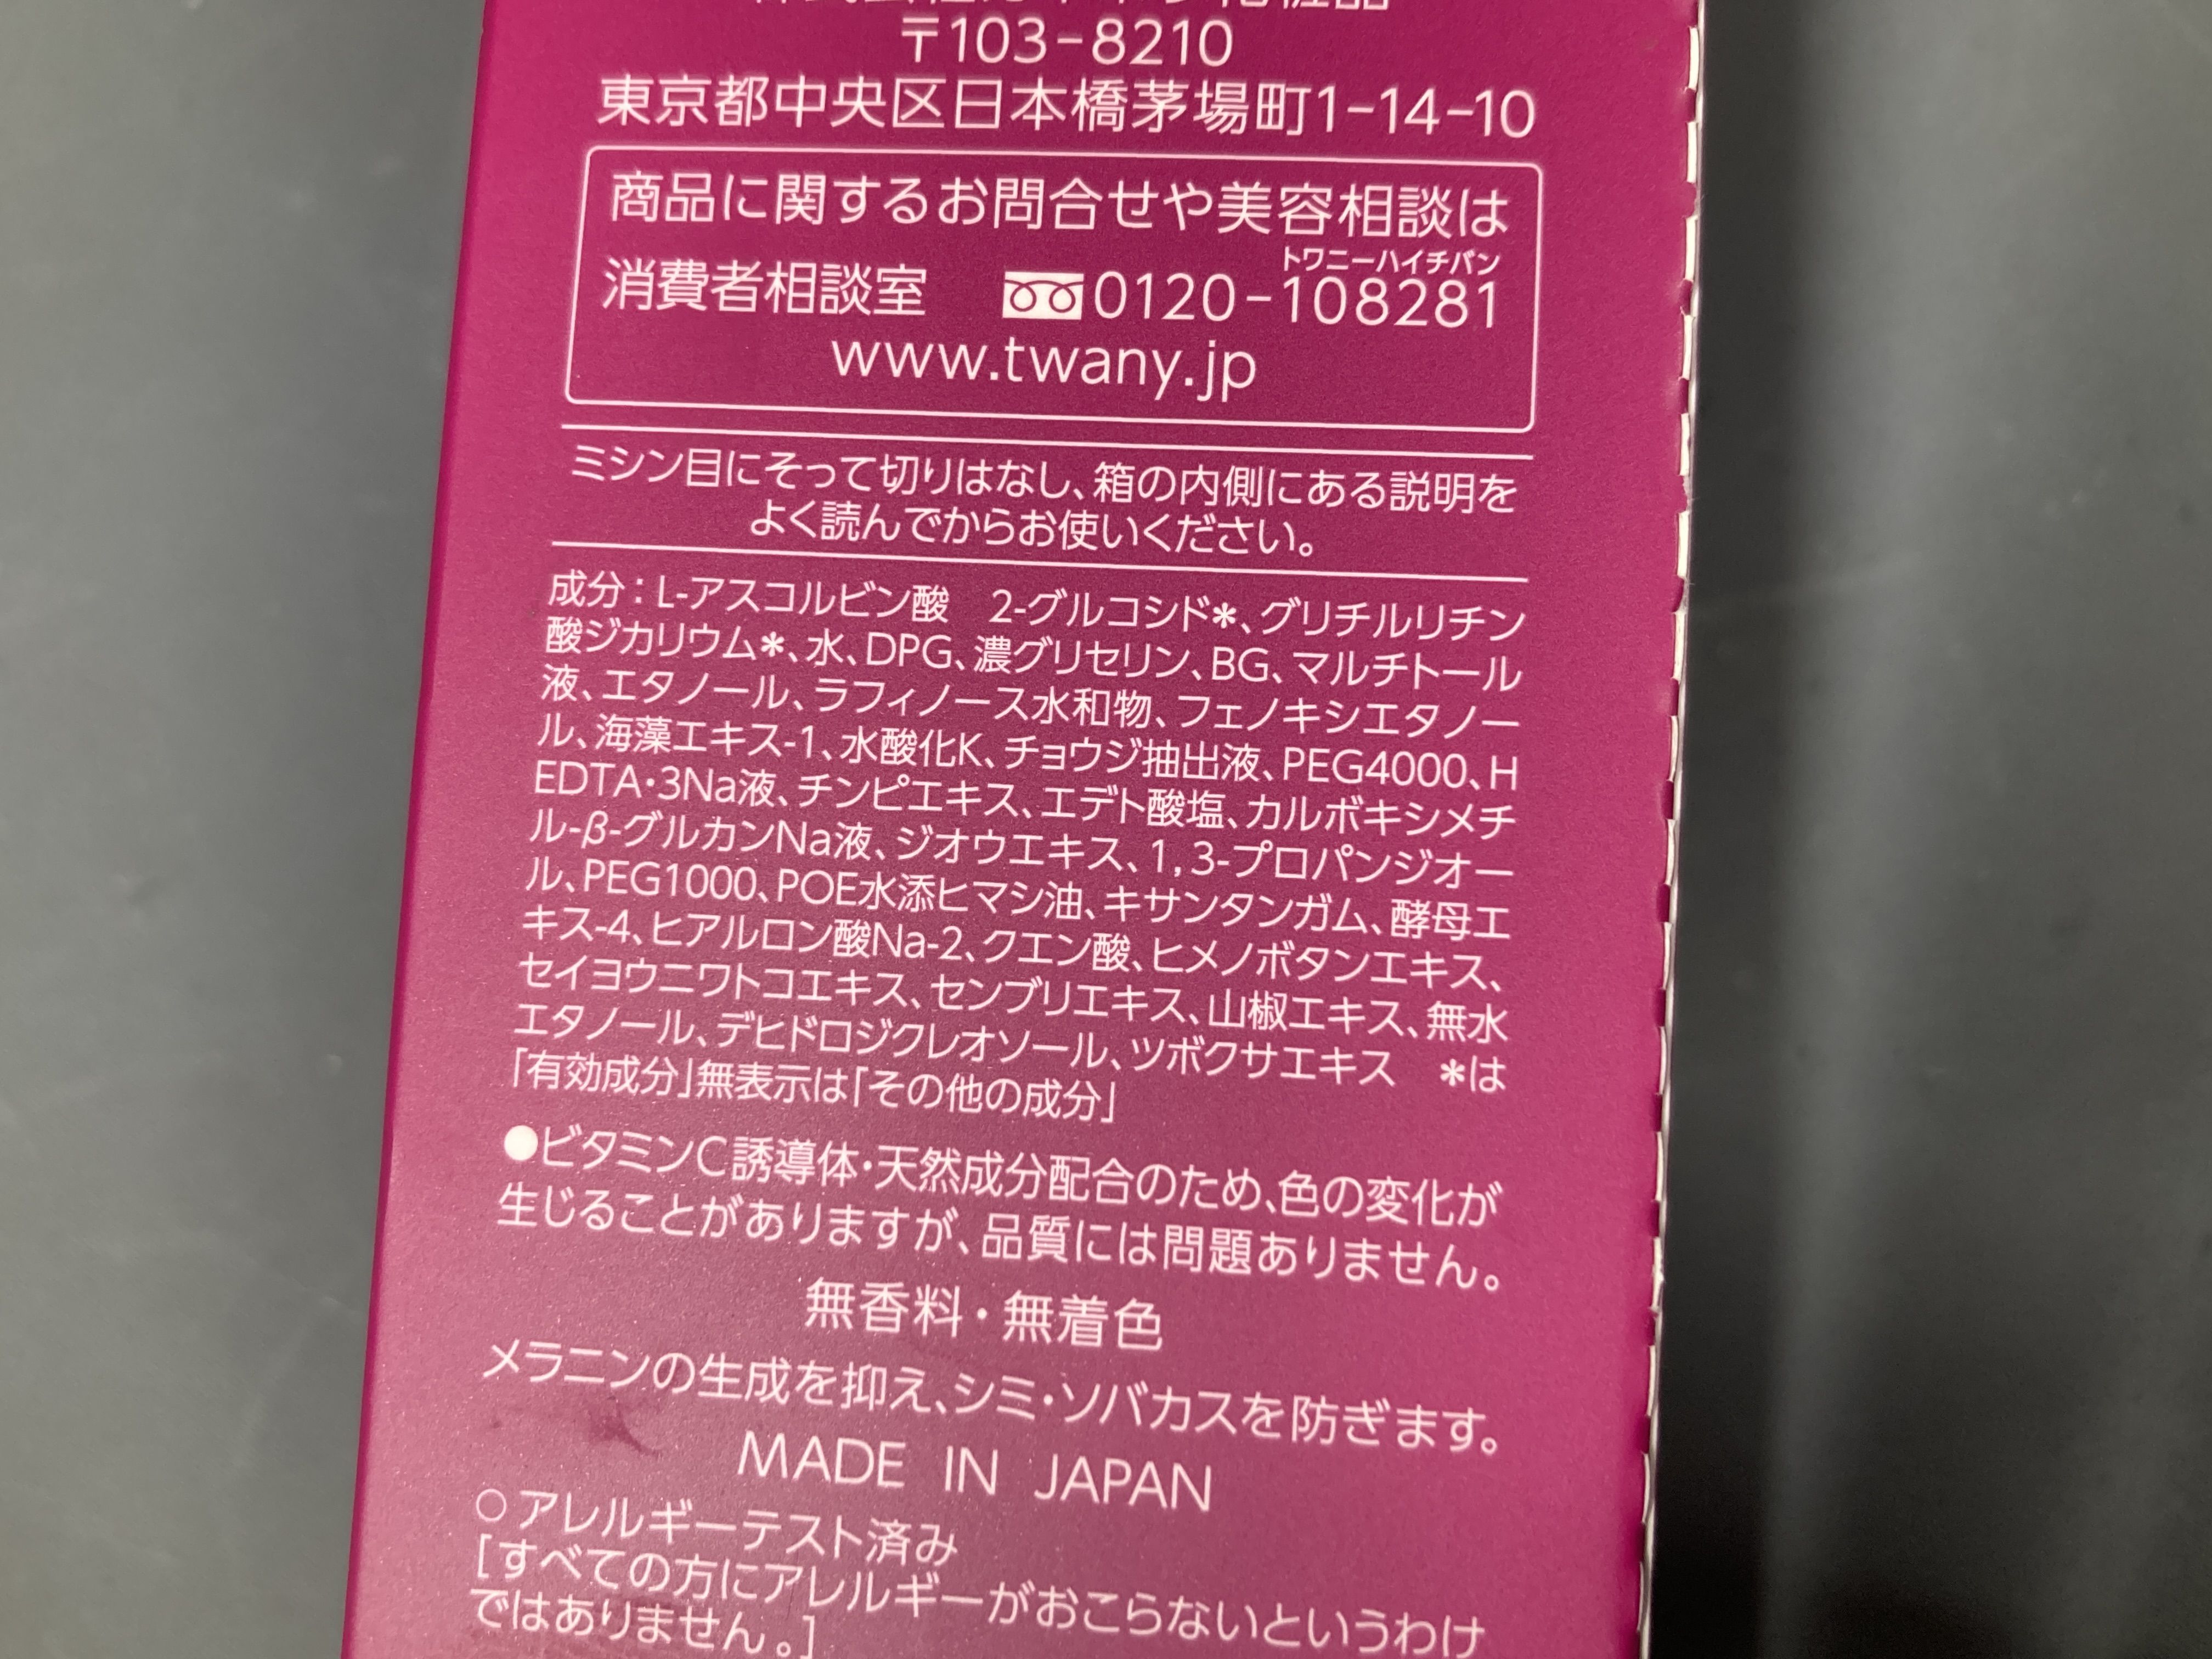 〒103-8210
東京都中央区日本橋茅場町1-14-10
商品に関するお問合せや美容相談は
トワニーハイチバン
消費者相談室 0120-108281
www.twany.jp
ミシン目にそって切りはなし、箱の内側にある説明を
よく読んでからお使いください。
成分：L-アスコルビン酸 2-グルコシド*、グリチルリチン
酸ジカリウム*、水、DPG、濃グリセリン、BG、マルチトール
液、エタノール、ラフィノース水和物、フェノキシエタノー
ル、海藻エキス-1、水酸化K、チョウジ抽出液、PEG4000、H
EDTA・3Na液、チンピエキス、エデト酸塩、カルボキシメチ
ル-β-グルカンNa液、ジオウエキス、1,3-プロパンジオー
ル、PEG1000、POE水添ヒマシ油、キサンタンガム、酵母エ
キス-4、ヒアルロン酸Na-2、クエン酸、ヒメノボタンエキス、
セイヨウニワトコエキス、センブリエキス、山椒エキス、無水
エタノール、デヒドロジクレオソール、ツボクサエキス *は
「有効成分」無表示は「その他の成分」
●ビタミンC誘導体・天然成分配合のため、色の変化が
生じることがありますが、品質には問題ありません。
無香料・無着色
メラニンの生成を抑え、シミ・ソバカスを防ぎます。
MADE IN JAPAN
○アレルギーテスト済み
[すべての方にアレルギーがおこらないというわけ
ではありません。]